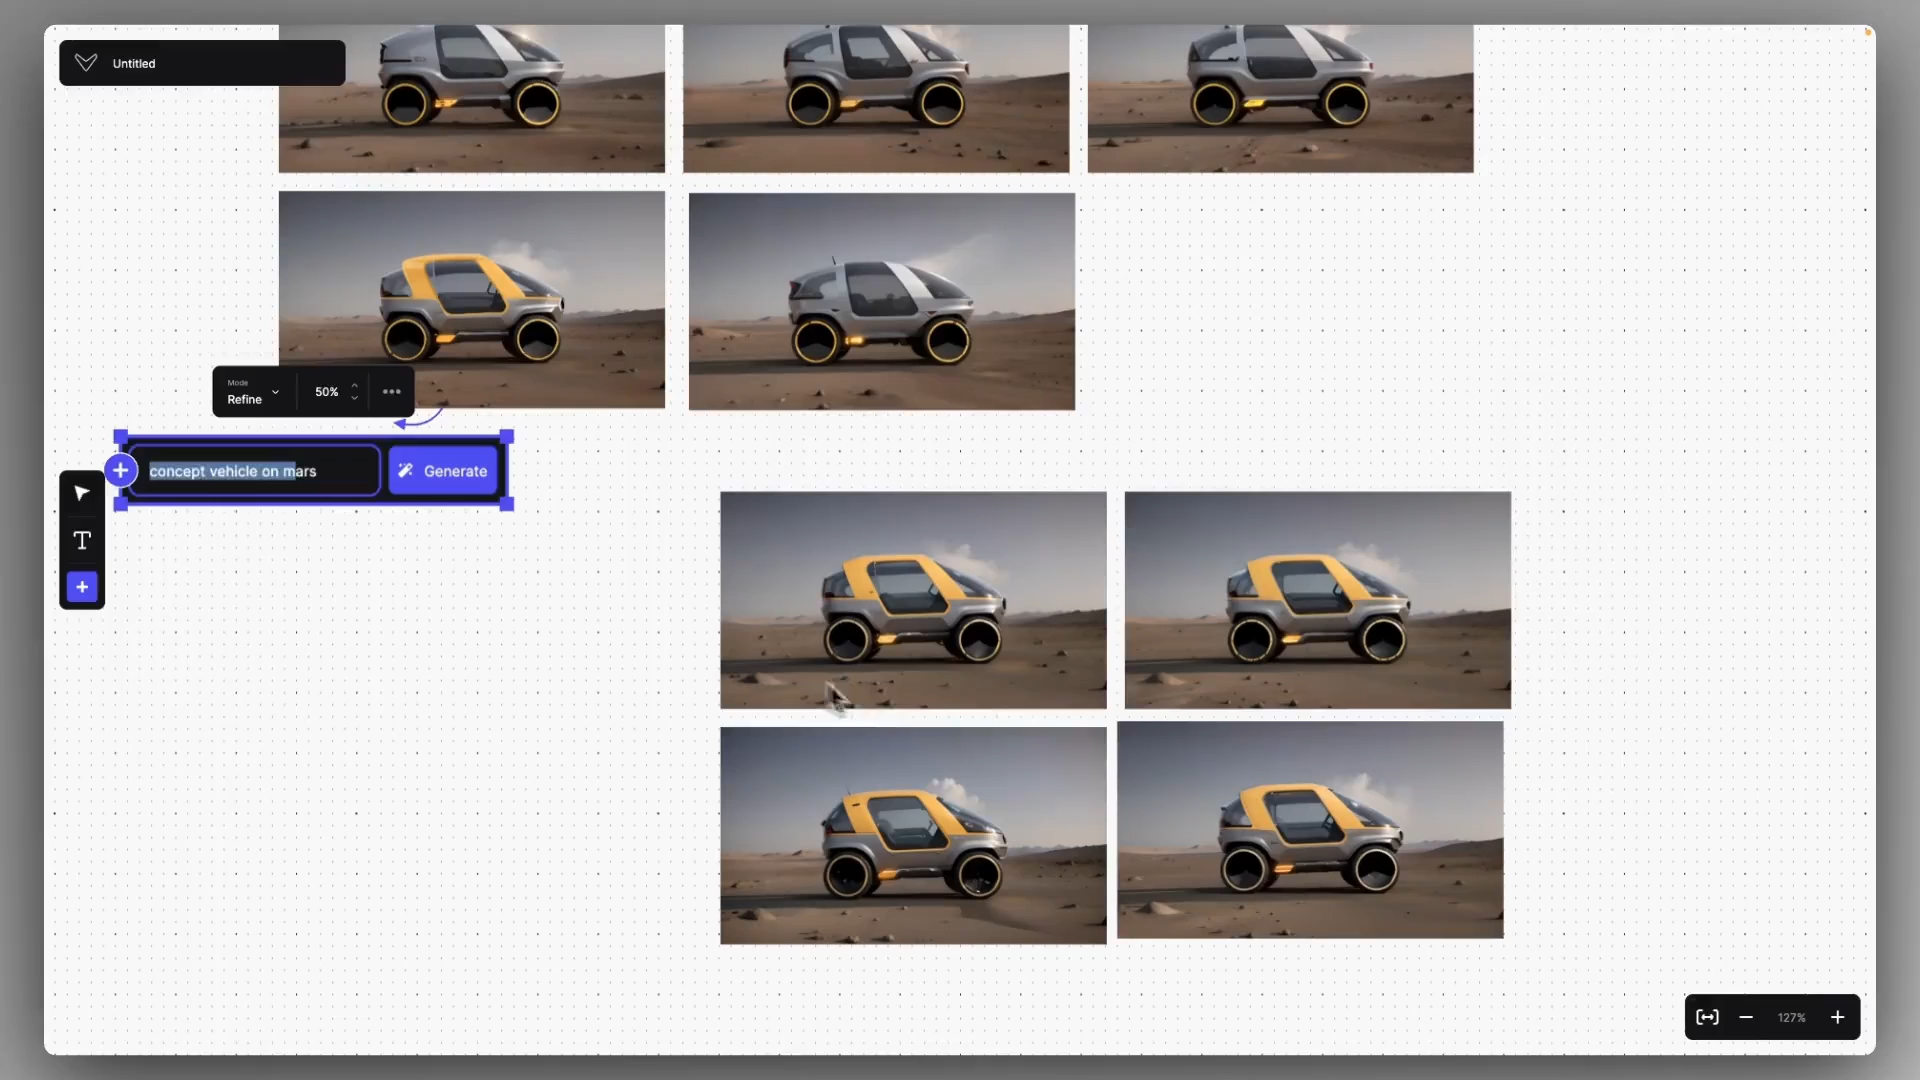 Untitled
Mode
Refine
50%
concept vehicle on mars
Generate
T
127%